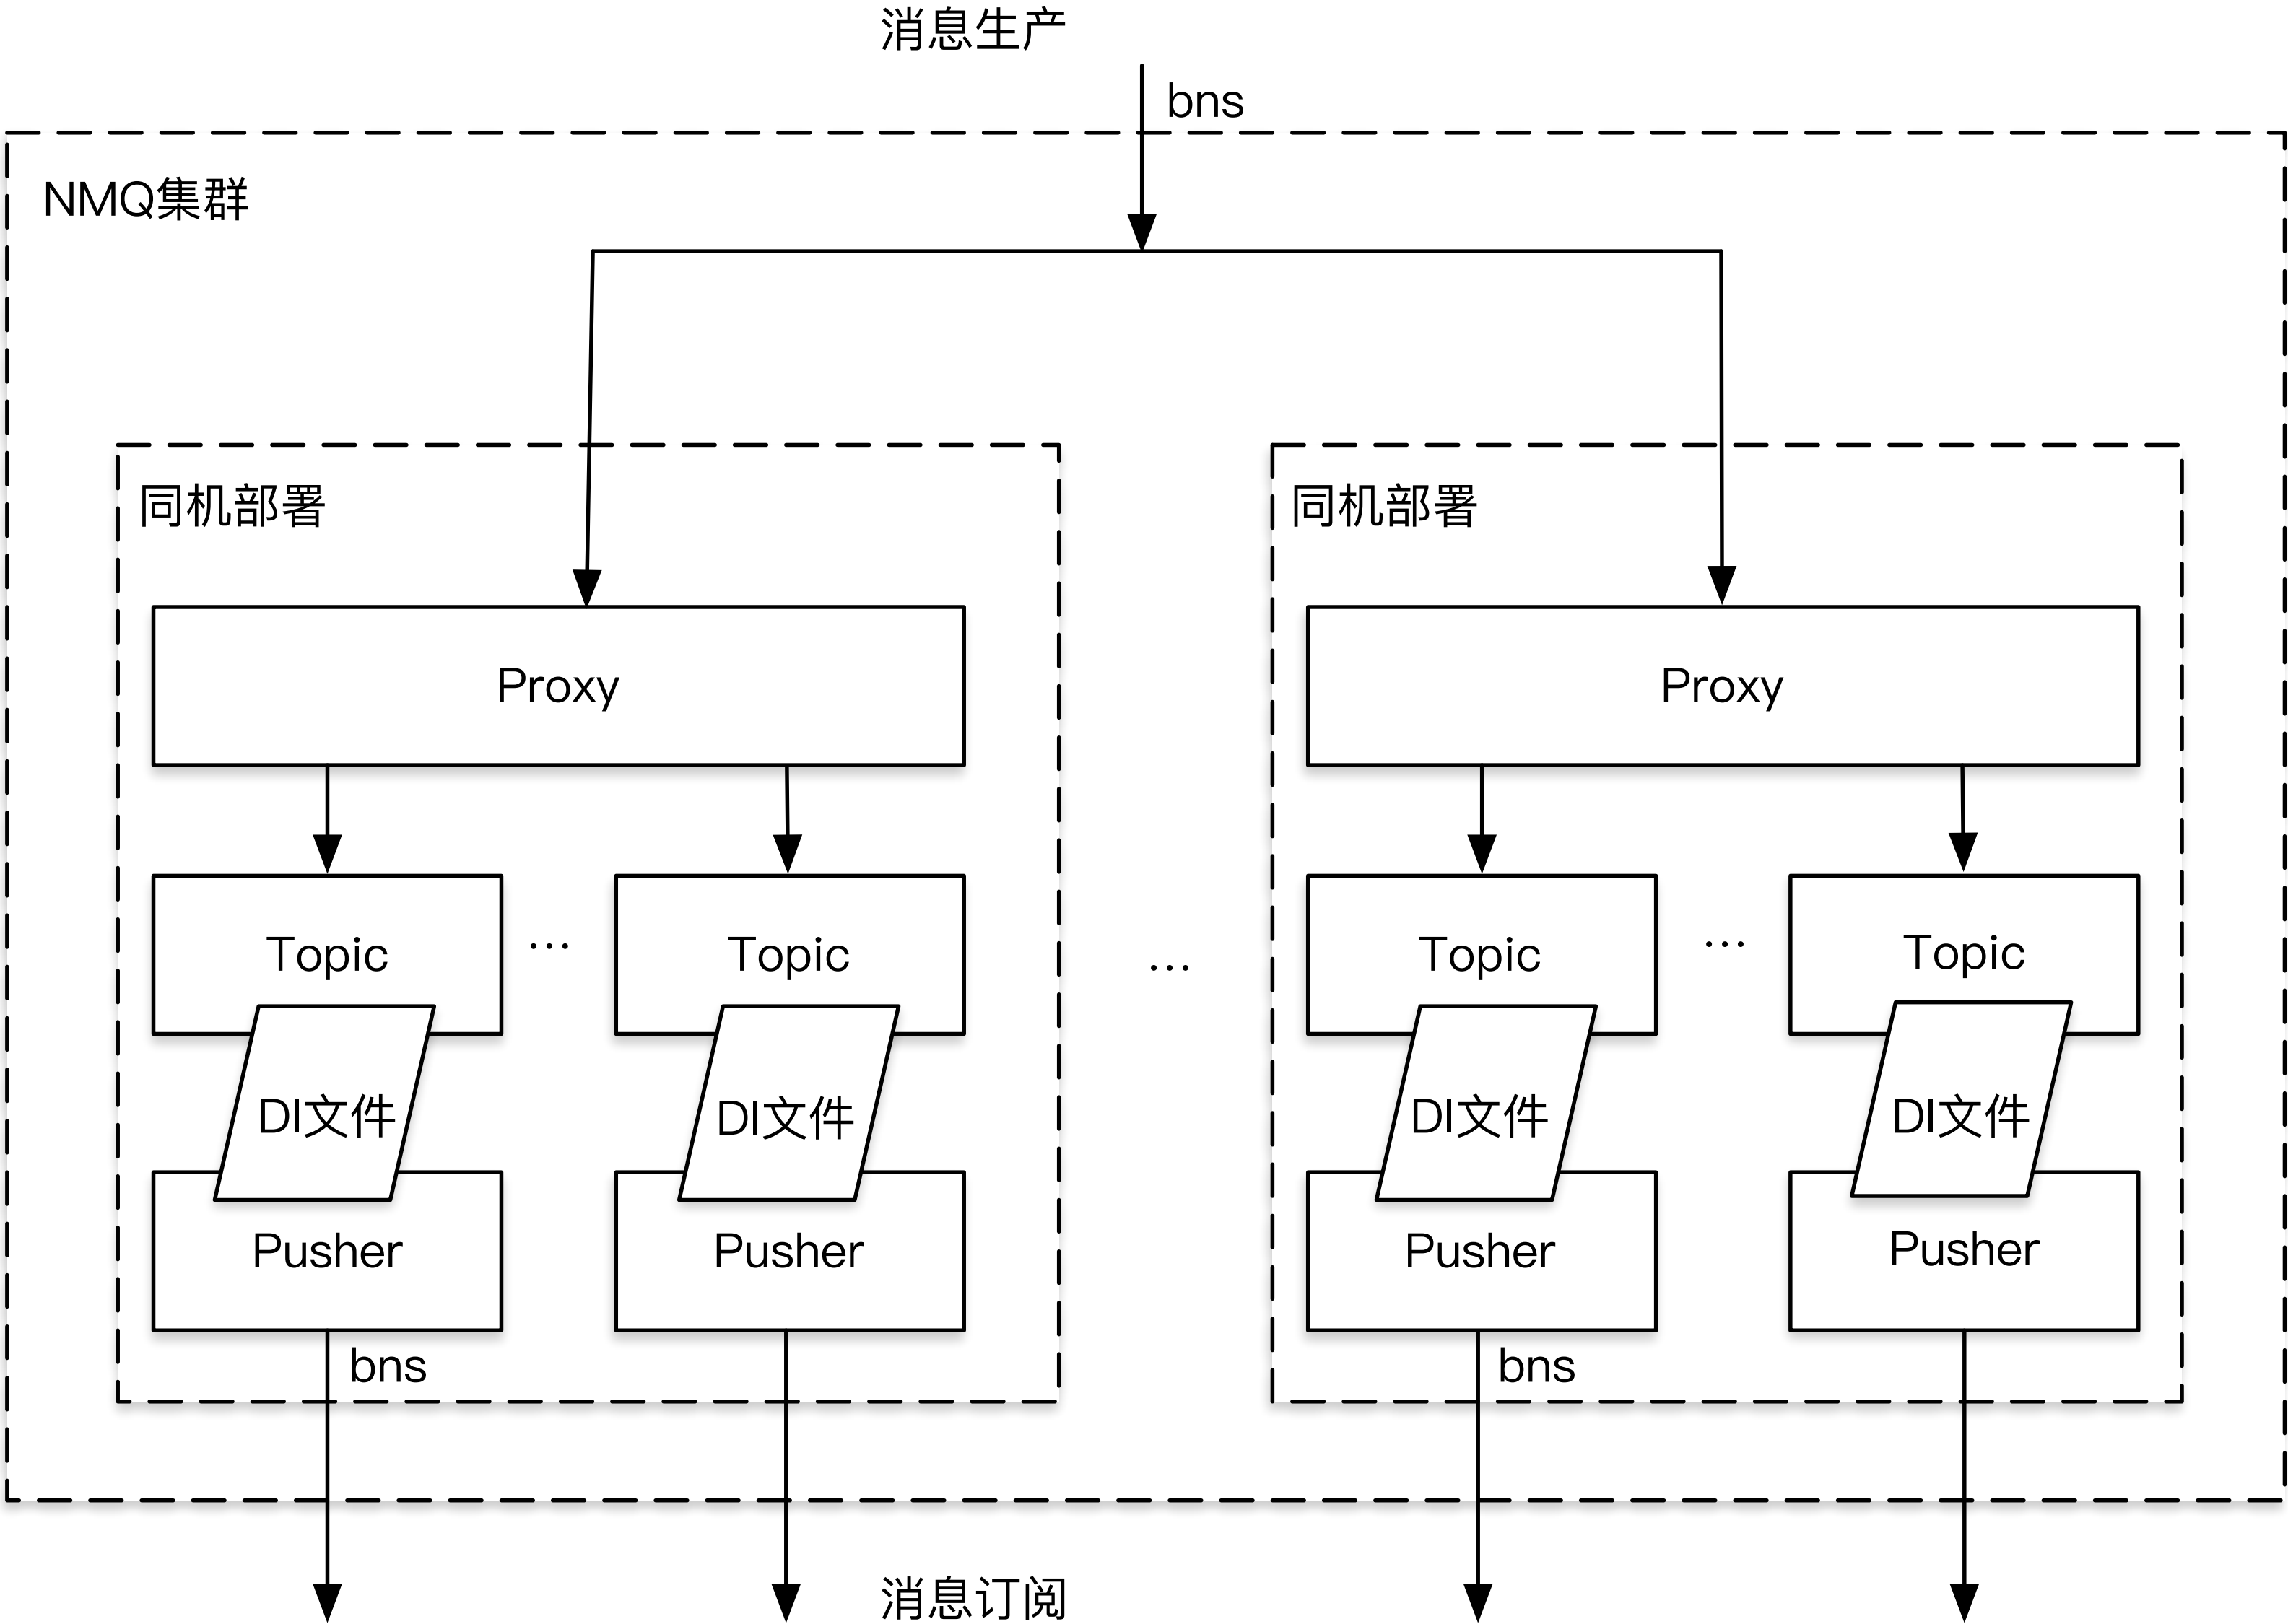 消息生产
bns
NMQ集群
同机部署
同机部署
Proxy
Proxy
Topic
...
Topic
...
Topic
...
Topic
DI文件
DI文件
DI文件
DI文件
Pusher
Pusher
Pusher
Pusher
bns
bns
消息订阅